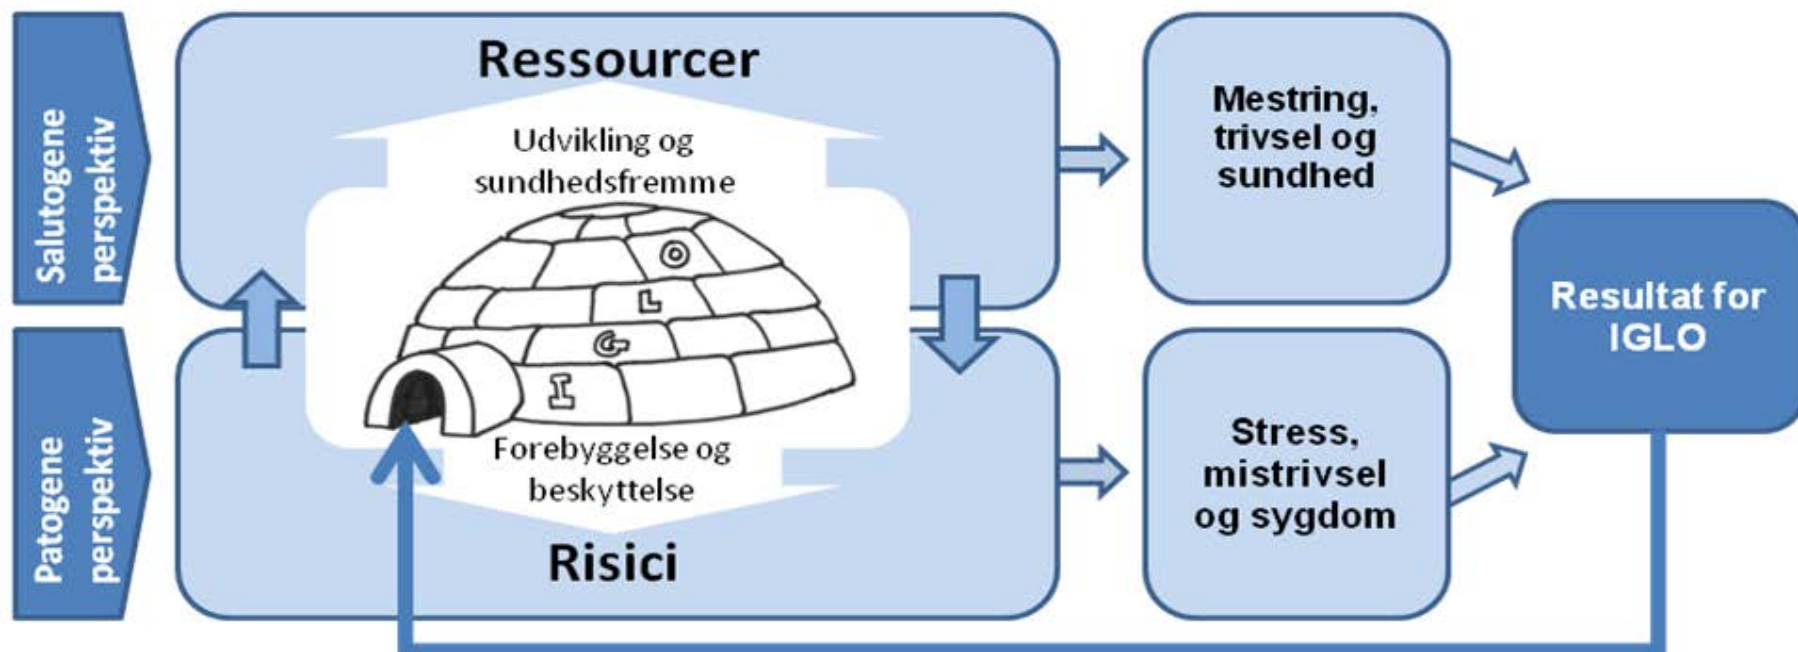 Salutogene
perspektiv
Ressourcer
Udvikling og
sundhedsfremme
O
L
G
I
Forebyggelse og
beskyttelse
Risici
Patogene
perspektiv
Mestring,
trivsel og
sundhed
Stress,
mistrivsel
og sygdom
Resultat for
IGLO